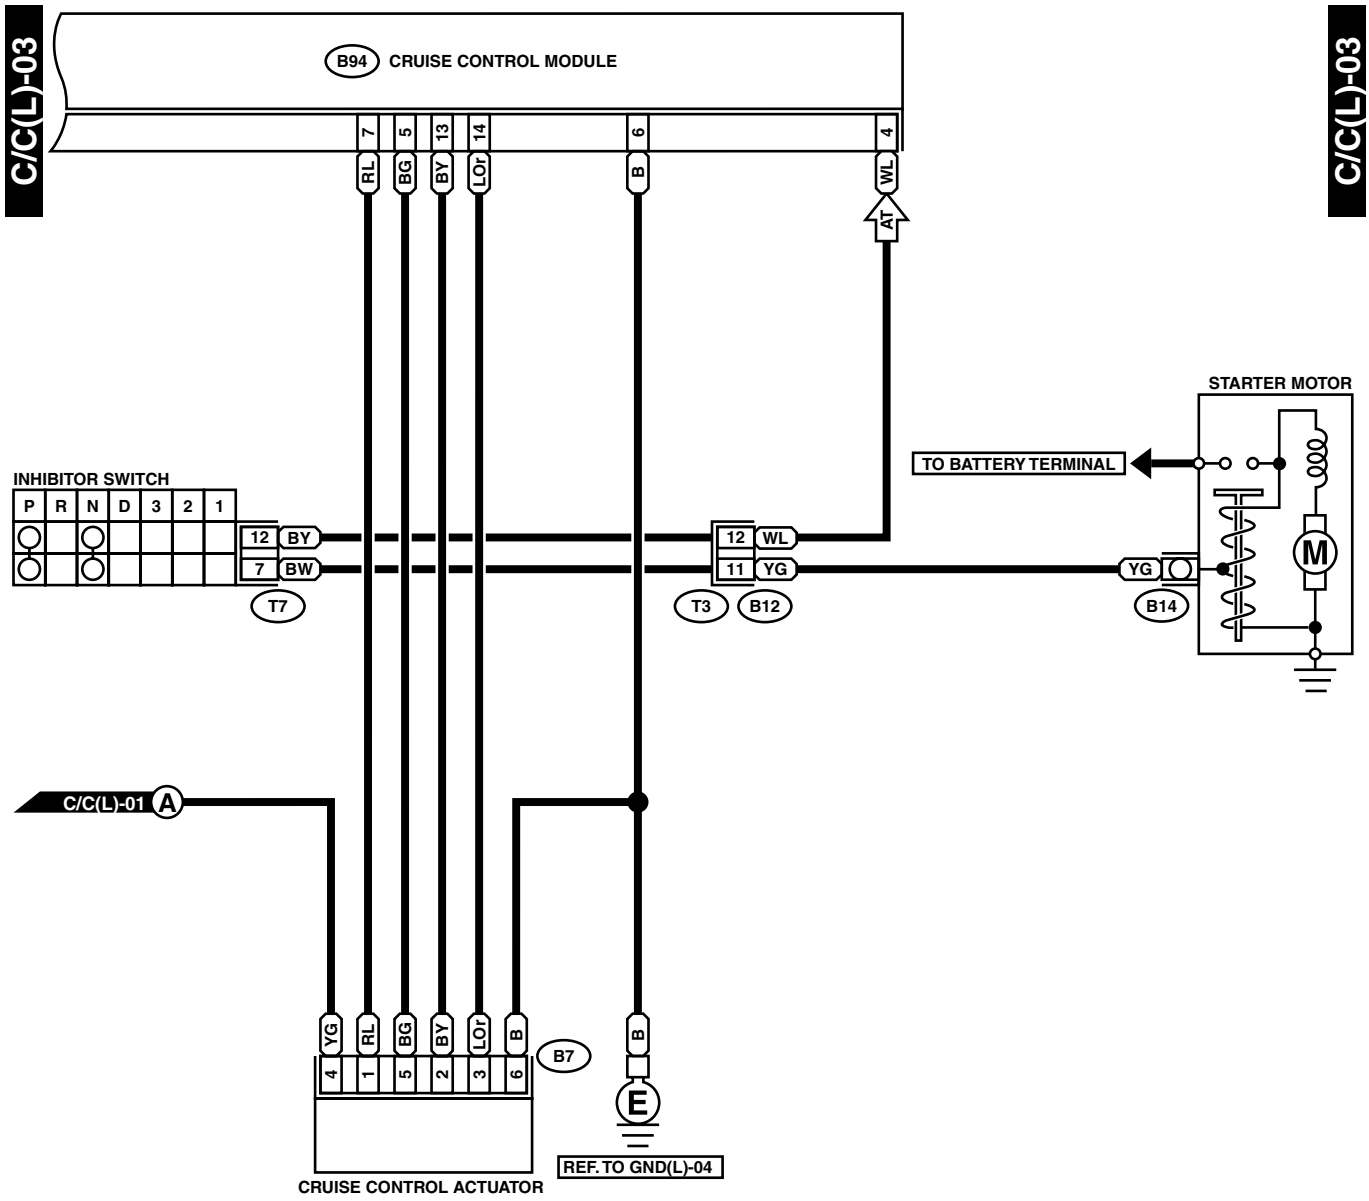 C/C(L)-03
C/C(L)-03
B94 CRUISE CONTROL MODULE
7 5 13 14 6 4
RL BG BY LOr B WL
AT
STARTER MOTOR
TO BATTERY TERMINAL
INHIBITOR SWITCH
P R N D 3 2 1
12 BY 12 WL
7 BW 11 YG YG
M
T7 T3 B12 B14
C/C(L)-01 A
YG RL BG BY LOr B B
B7
4 1 5 2 3 6
E
REF. TO GND(L)-04
CRUISE CONTROL ACTUATOR